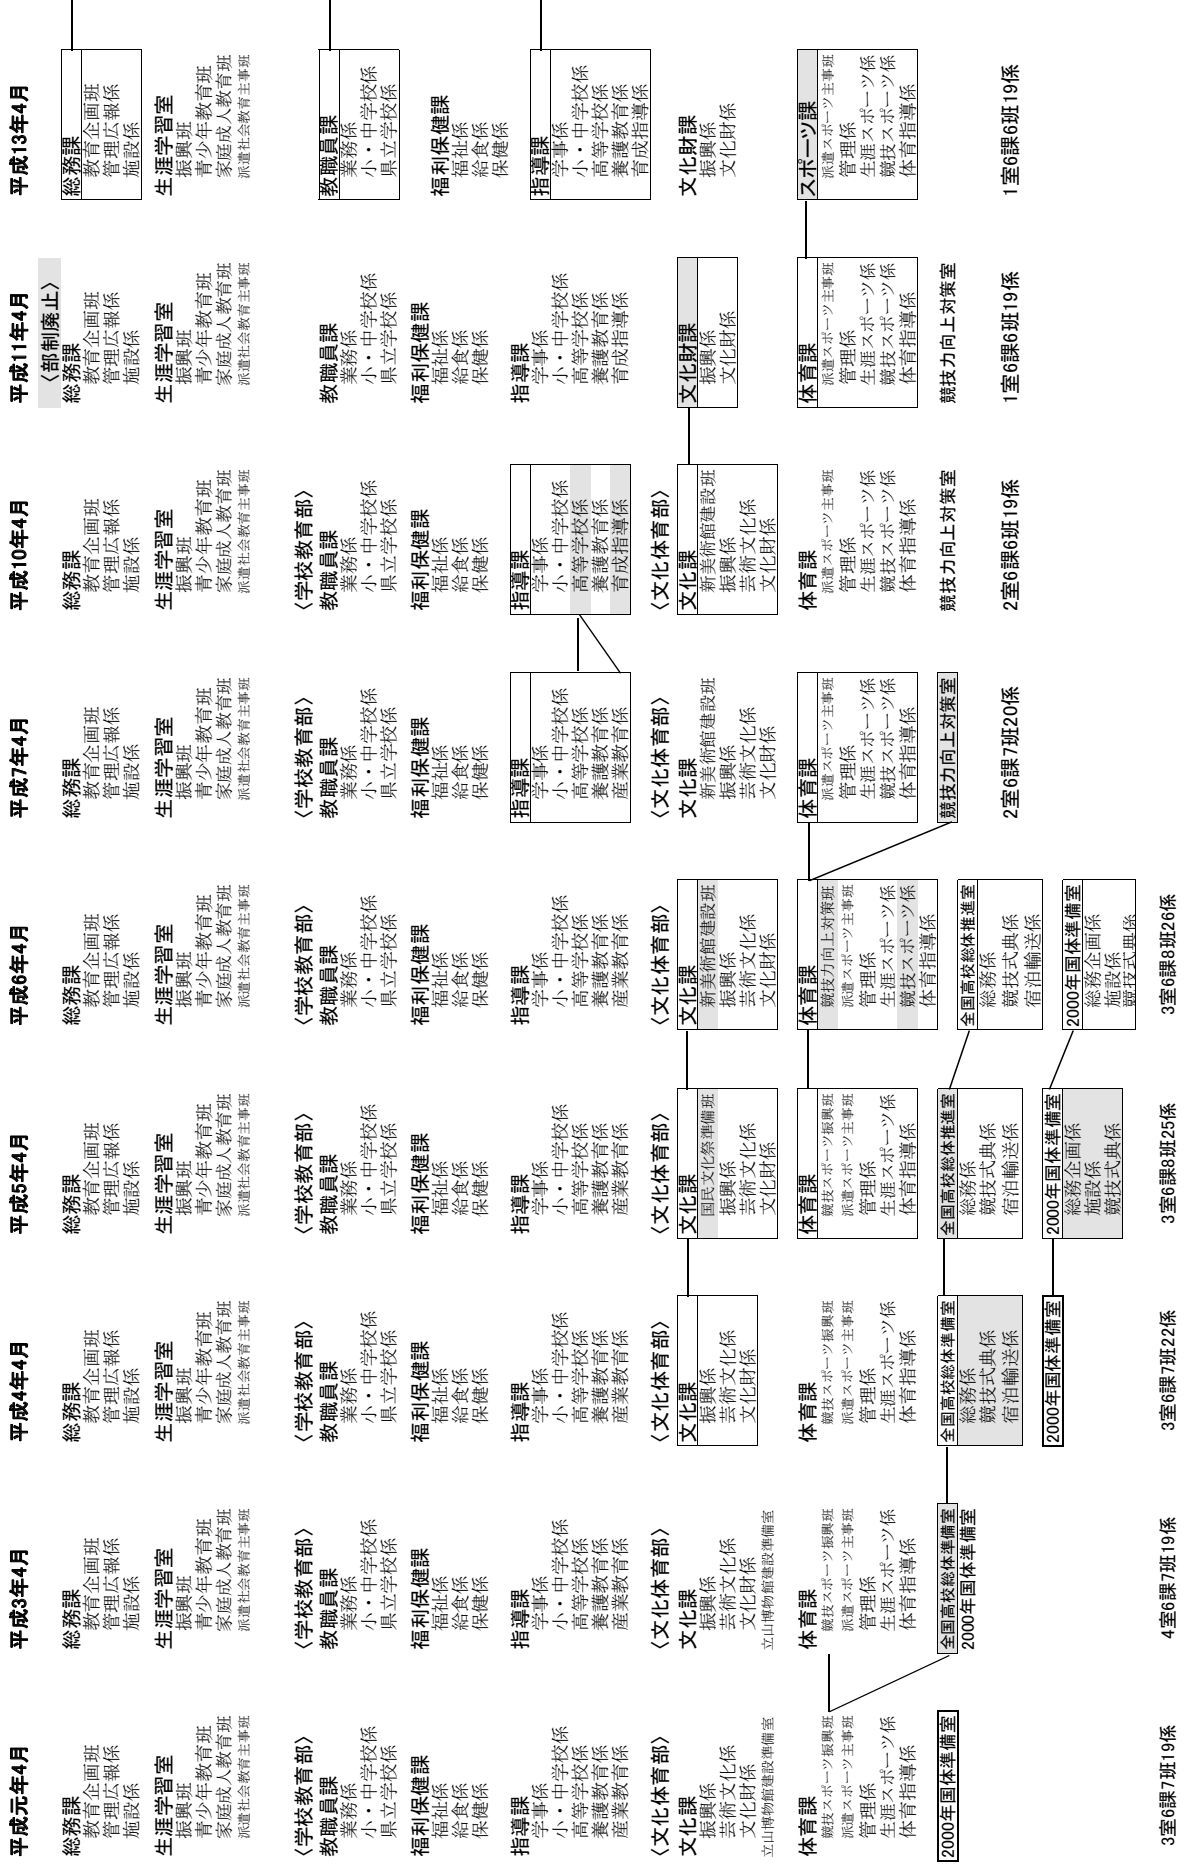 平成元年4月
総務課
教育企画班
管理広報係
施設係
生涯学習室
振興班
青少年教育班
家庭成人教育班
派遣社会教育主事班
〈学校教育部〉
教職員課
業務係
小・中学校係
県立学校係
福利保健課
福祉係
給食係
保健係
指導課
学事係
小・中学校係
高等学校係
養護教育係
産業教育係
〈文化体育部〉
文化課
振興係
芸術文化係
文化財係
立山博物館建設準備室
体育課
競技スポーツ振興班
派遣スポーツ主事班
管理係
生涯スポーツ係
体育指導係
2000年国体準備室
3室6課7班19係
平成3年4月
総務課
教育企画班
管理広報係
施設係
生涯学習室
振興班
青少年教育班
家庭成人教育班
派遣社会教育主事班
〈学校教育部〉
教職員課
業務係
小・中学校係
県立学校係
福利保健課
福祉係
給食係
保健係
指導課
学事係
小・中学校係
高等学校係
養護教育係
産業教育係
〈文化体育部〉
文化課
振興係
芸術文化係
文化財係
立山博物館建設準備室
体育課
競技スポーツ振興班
派遣スポーツ主事班
管理係
生涯スポーツ係
体育指導係
全国高校総体準備室
2000年国体準備室
4室6課7班19係
平成4年4月
総務課
教育企画班
管理広報係
施設係
生涯学習室
振興班
青少年教育班
家庭成人教育班
派遣社会教育主事班
〈学校教育部〉
教職員課
業務係
小・中学校係
県立学校係
福利保健課
福祉係
給食係
保健係
指導課
学事係
小・中学校係
高等学校係
養護教育係
産業教育係
〈文化体育部〉
文化課
振興係
芸術文化係
文化財係
体育課
競技スポーツ振興班
派遣スポーツ主事班
管理係
生涯スポーツ係
体育指導係
全国高校総体準備室
総務係
競技式典係
宿泊輸送係
2000年国体準備室
3室6課7班22係
平成5年4月
総務課
教育企画班
管理広報係
施設係
生涯学習室
振興班
青少年教育班
家庭成人教育班
派遣社会教育主事班
〈学校教育部〉
教職員課
業務係
小・中学校係
県立学校係
福利保健課
福祉係
給食係
保健係
指導課
学事係
小・中学校係
高等学校係
養護教育係
産業教育係
〈文化体育部〉
文化課
国民文化祭準備班
振興係
芸術文化係
文化財係
体育課
競技スポーツ振興班
派遣スポーツ主事班
管理係
生涯スポーツ係
体育指導係
全国高校総体推進室
総務係
競技式典係
宿泊輸送係
2000年国体準備室
総務企画係
施設係
競技式典係
3室6課8班25係
平成6年4月
総務課
教育企画班
管理広報係
施設係
生涯学習室
振興班
青少年教育班
家庭成人教育班
派遣社会教育主事班
〈学校教育部〉
教職員課
業務係
小・中学校係
県立学校係
福利保健課
福祉係
給食係
保健係
指導課
学事係
小・中学校係
高等学校係
養護教育係
産業教育係
〈文化体育部〉
文化課
新美術館建設班
振興係
芸術文化係
文化財係
体育課
競技力向上対策班
派遣スポーツ主事班
管理係
生涯スポーツ係
競技スポーツ係
体育指導係
全国高校総体推進室
総務係
競技式典係
宿泊輸送係
2000年国体準備室
総務企画係
施設係
競技式典係
3室6課8班26係
平成7年4月
総務課
教育企画班
管理広報係
施設係
生涯学習室
振興班
青少年教育班
家庭成人教育班
派遣社会教育主事班
〈学校教育部〉
教職員課
業務係
小・中学校係
県立学校係
福利保健課
福祉係
給食係
保健係
指導課
学事係
小・中学校係
高等学校係
養護教育係
産業教育係
〈文化体育部〉
文化課
新美術館建設班
振興係
芸術文化係
文化財係
体育課
派遣スポーツ主事班
管理係
生涯スポーツ係
競技スポーツ係
体育指導係
競技力向上対策室
2室6課7班20係
平成10年4月
総務課
教育企画班
管理広報係
施設係
生涯学習室
振興班
青少年教育班
家庭成人教育班
派遣社会教育主事班
〈学校教育部〉
教職員課
業務係
小・中学校係
県立学校係
福利保健課
福祉係
給食係
保健係
指導課
学事係
小・中学校係
高等学校係
養護教育係
育成指導係
〈文化体育部〉
文化課
新美術館建設班
振興係
芸術文化係
文化財係
体育課
派遣スポーツ主事班
管理係
生涯スポーツ係
競技スポーツ係
体育指導係
競技力向上対策室
2室6課6班19係
平成11年4月
〈部制廃止〉
総務課
教育企画班
管理広報係
施設係
生涯学習室
振興班
青少年教育班
家庭成人教育班
派遣社会教育主事班
教職員課
業務係
小・中学校係
県立学校係
福利保健課
福祉係
給食係
保健係
指導課
学事係
小・中学校係
高等学校係
養護教育係
育成指導係
文化財課
振興係
文化財係
体育課
派遣スポーツ主事班
管理係
生涯スポーツ係
競技スポーツ係
体育指導係
競技力向上対策室
1室6課6班19係
平成13年4月
総務課
教育企画班
管理広報係
施設係
生涯学習室
振興班
青少年教育班
家庭成人教育班
派遣社会教育主事班
教職員課
業務係
小・中学校係
県立学校係
福利保健課
福祉係
給食係
保健係
指導課
学事係
小・中学校係
高等学校係
養護教育係
育成指導係
文化財課
振興係
文化財係
スポーツ課
派遣スポーツ主事班
管理係
生涯スポーツ係
競技スポーツ係
体育指導係
1室6課6班19係